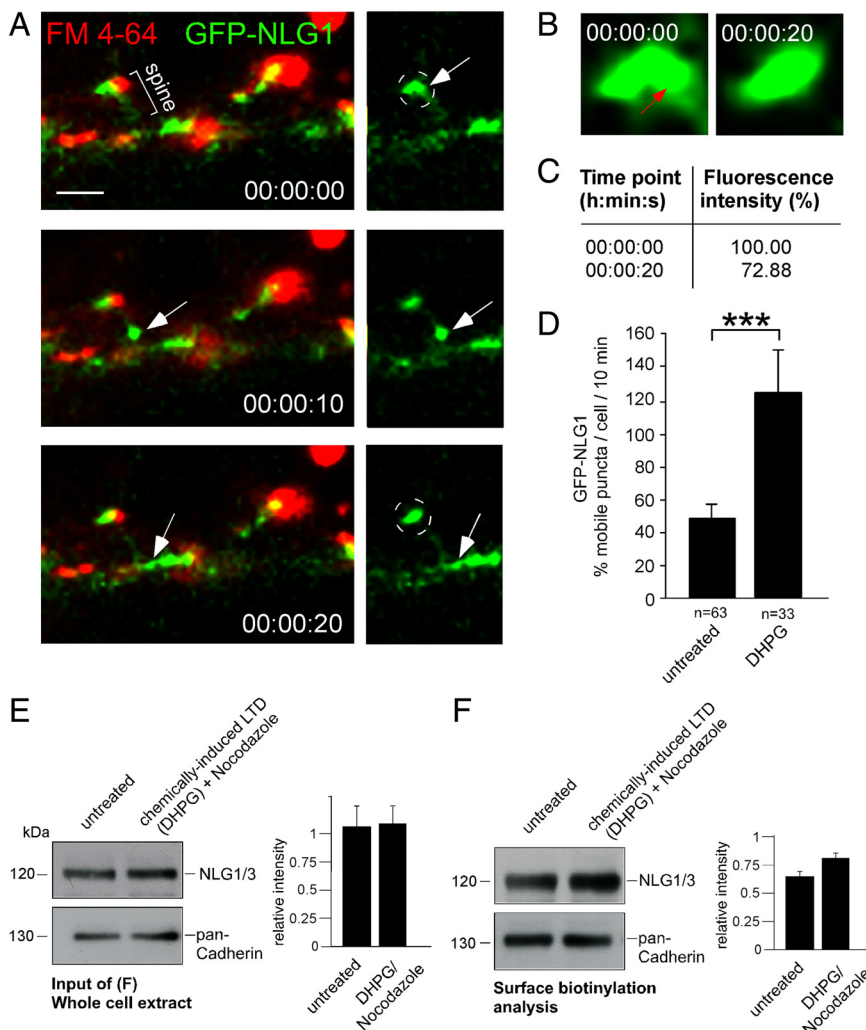 A
FM 4-64 GFP-NLG1
spine
00:00:00
00:00:10
00:00:20
B
00:00:00 00:00:20
C
Time point (h:min:s) Fluorescence intensity (%)
00:00:00 100.00
00:00:20 72.88
D
GFP-NLG1
% mobile puncta / cell / 10 min
160
140
120
100
80
60
40
20
0
***
n=63 n=33
untreated DHPG
E
untreated
chemically-induced LTD
(DHPG) + Nocodazole
kDa
120 NLG1/3
130 pan-
Cadherin
Input of (F)
Whole cell extract
relative intensity
1
0.75
0.5
0.25
0
untreated
DHPG/
Nocodazole
F
untreated
chemically-induced LTD
(DHPG) + Nocodazole
120 NLG1/3
130 pan-
Cadherin
Surface biotinylation
analysis
relative intensity
1
0.75
0.5
0.25
0
untreated
DHPG/
Nocodazole